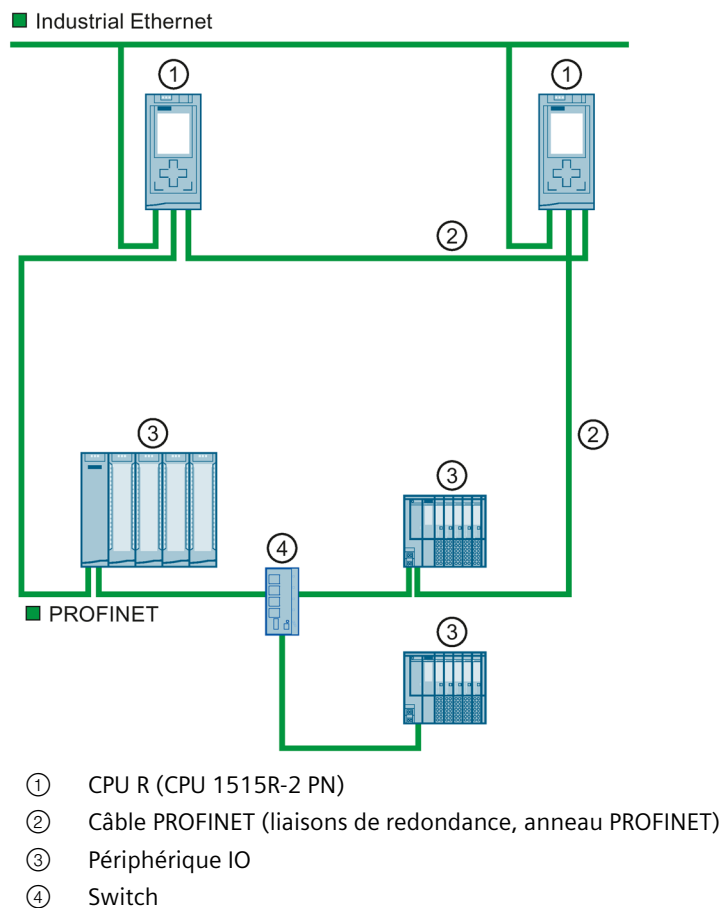 Industrial Ethernet
① ①
②
③ ③ ②
④
PROFINET
③
① CPU R (CPU 1515R-2 PN)
② Câble PROFINET (liaisons de redondance, anneau PROFINET)
③ Périphérique IO
④ Switch